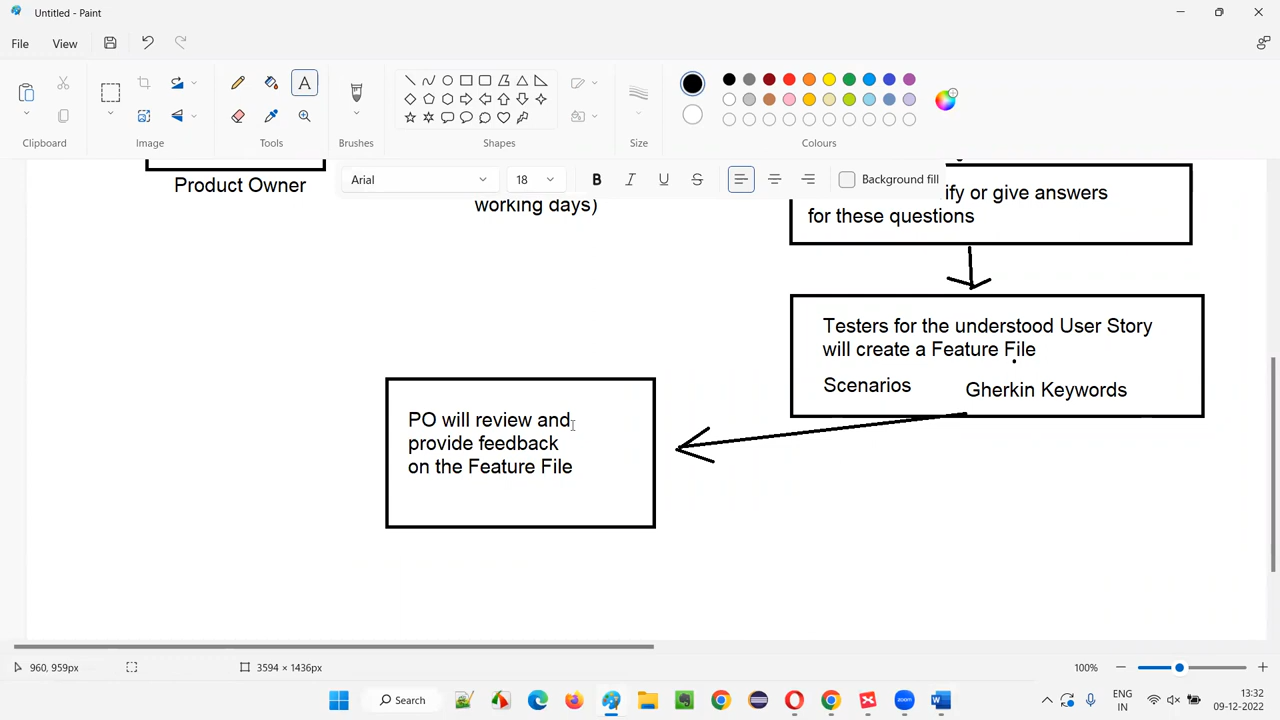 Untitled - Paint
File
View
Clipboard
Image
Tools
Brushes
Shapes
Size
Colours
Arial
18
B
I
U
Background fill
Product Owner
working days)
ify or give answers
for these questions
Testers for the understood User Story
will create a Feature File
Scenarios
Gherkin Keywords
PO will review and
provide feedback
on the Feature File
960, 959px
3594 × 1436px
100%
Search
zoom
ENG
IN
13:32
09-12-2022